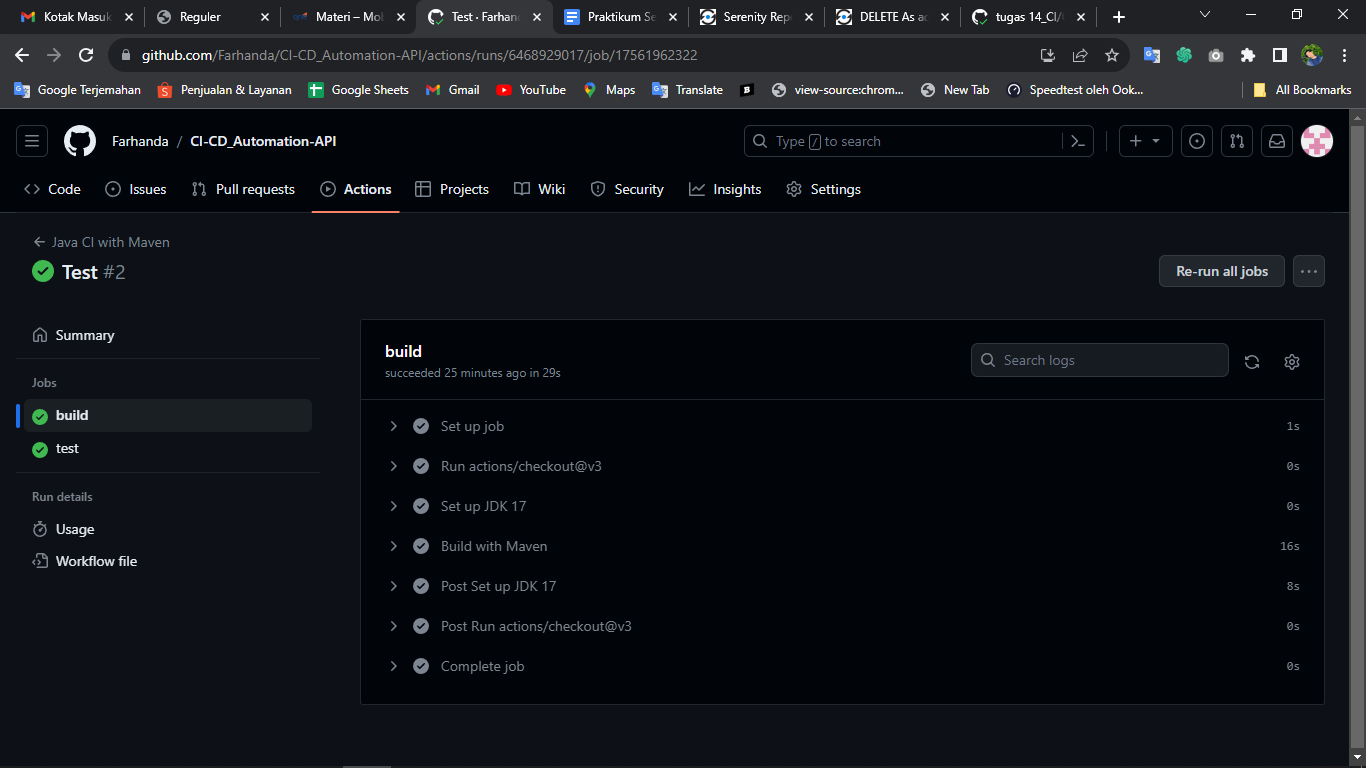 Kotak Masuk
Reguler
Materi – Mol
Test · Farhan
Praktikum Se
Serenity Rep
DELETE As ad
tugas 14_CI/
github.com/Farhanda/CI-CD_Automation-API/actions/runs/6468929017/job/17561962322
Google Terjemahan
Penjualan & Layanan
Google Sheets
Gmail
YouTube
Maps
Translate
view-source:chrom...
New Tab
Speedtest oleh Ook...
All Bookmarks
Farhanda / CI-CD_Automation-API
Type / to search
Code
Issues
Pull requests
Actions
Projects
Wiki
Security
Insights
Settings
Java CI with Maven
Test #2
Re-run all jobs
Summary
Jobs
build
test
Run details
Usage
Workflow file
build
succeeded 25 minutes ago in 29s
Search logs
Set up job 1s
Run actions/checkout@v3 0s
Set up JDK 17 0s
Build with Maven 16s
Post Set up JDK 17 8s
Post Run actions/checkout@v3 0s
Complete job 0s